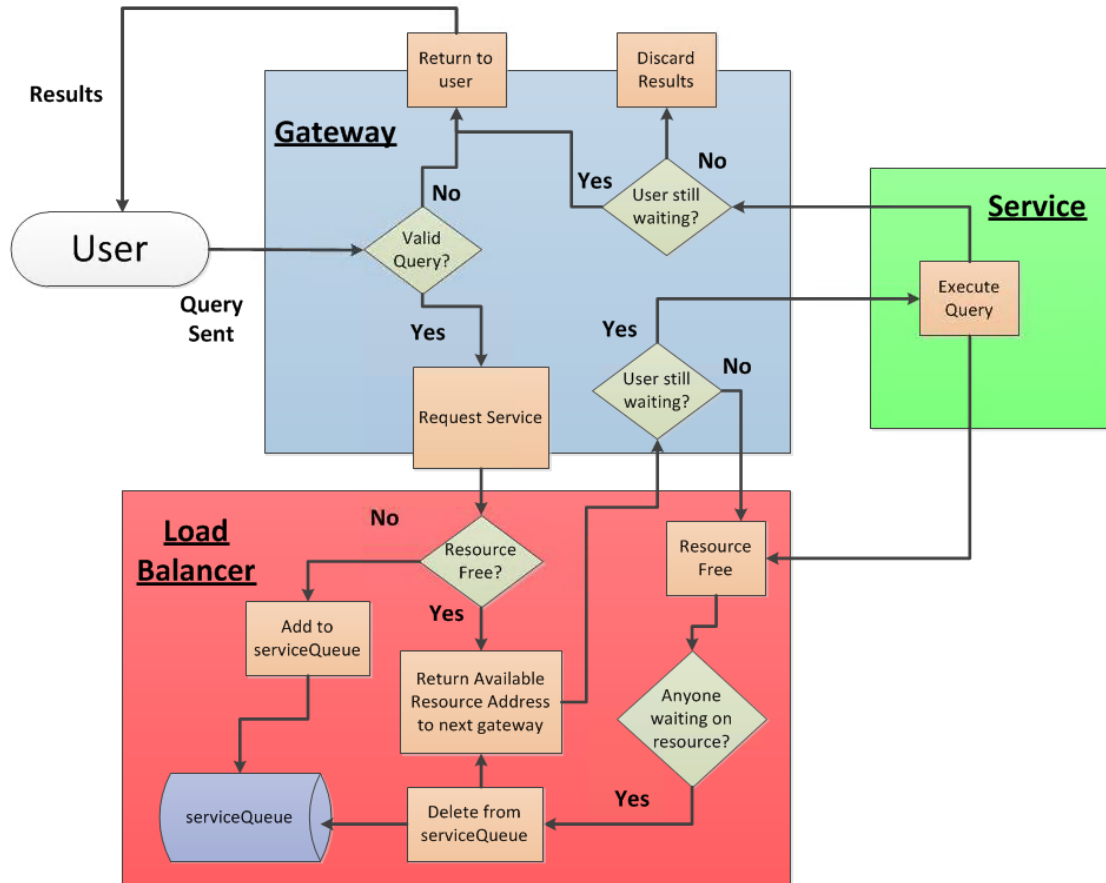 Return to
user
Discard
Results
Results
Gateway
No
Yes
No
User still
waiting?
Service
User
Valid
Query?
Query
Sent
Execute
Query
Yes
Yes
No
User still
waiting?
Request Service
No
Load
Balancer
Resource
Free?
Resource
Free
Yes
Add to
serviceQueue
Return Available
Resource Address
to next gateway
Anyone
waiting on
resource?
Yes
serviceQueue
Delete from
serviceQueue